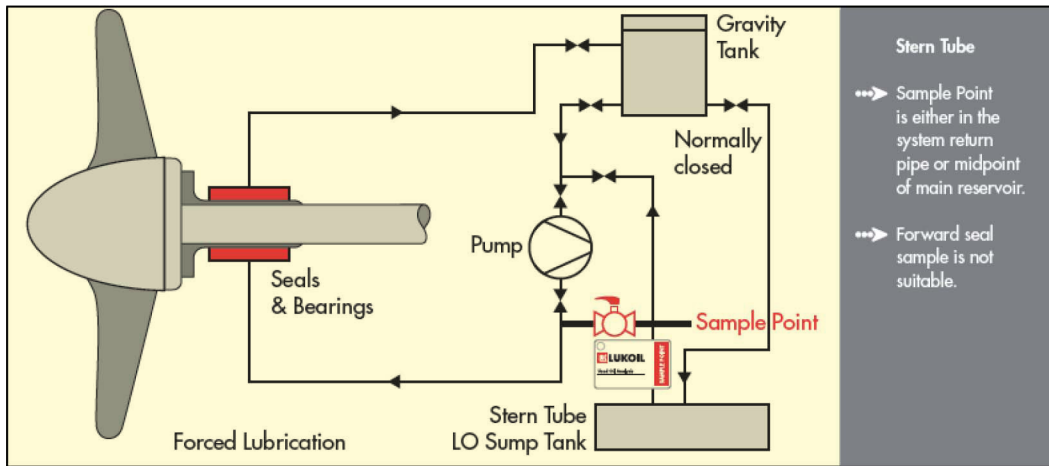 Gravity
Tank
Normally
closed
Pump
Seals
& Bearings
Sample Point
LUKOIL
SAMPLE POINT
Stern Tube
LO Sump Tank
Forced Lubrication
Stern Tube
Sample Point
is either in the
system return
pipe or midpoint
of main reservoir.
Forward seal
sample is not
suitable.